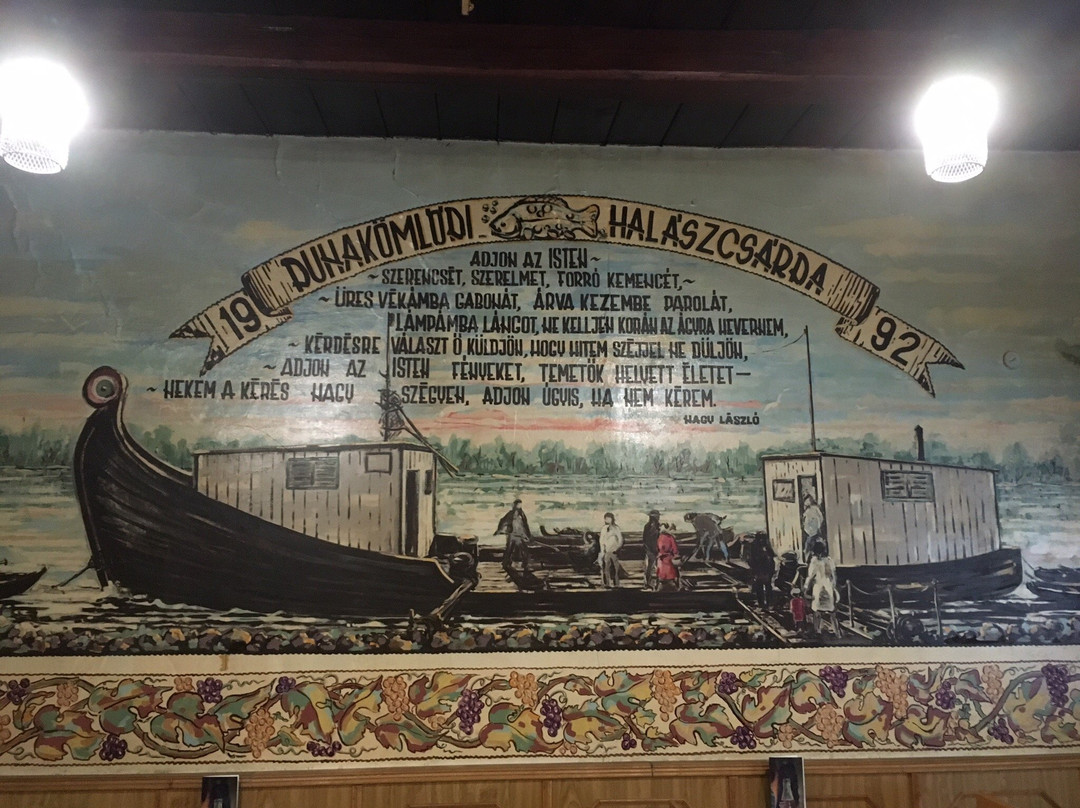 DUNAKÖMLŐDI HALÁSZCSÁRDA
19 92
ADJON AZ ISTEN ~
~ SZERENCSÉT, SZERELMET, FORRÓ KEMENCÉT, ~
~ ÜRES VÉKÁMBA GABONÁT, ÁRVA KEZEMBE PAROLÁT,
LÁMPÁMBA LÁNGOT, NE KELLJEN KORÁN AZ ÁGYRA HEVERNEM,
~ KÉRDÉSRE VÁLASZT Ő KÜLDJÖN, HOGY HITEM SZÉJJEL NE DŰLJÖN,
~ ADJON AZ ISTEN FÉNYEKET, TEMETŐK HELYETT ÉLETET —
~ NEKEM A KÉRÉS NAGY SZÉGYEN, ADJON ÚGYIS, HA NEM KÉREM.
NAGY LÁSZLÓ